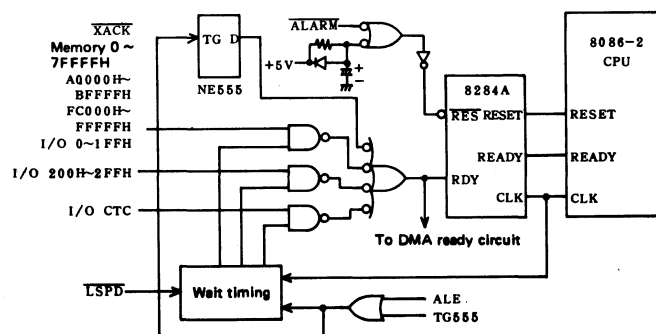 XACK
Memory 0 ~
7FFFFH
A0000H~
BFFFFH
FC000H~
FFFFFH
I/O 0~1FFH
I/O 200H~2FFH
I/O CTC
LSPD
TG D
NE555
ALARM
+5V
+
-
8284A
RES RESET
READY
RDY
CLK
8086-2
CPU
RESET
READY
CLK
To DMA ready circuit
Wait timing
ALE
TG555